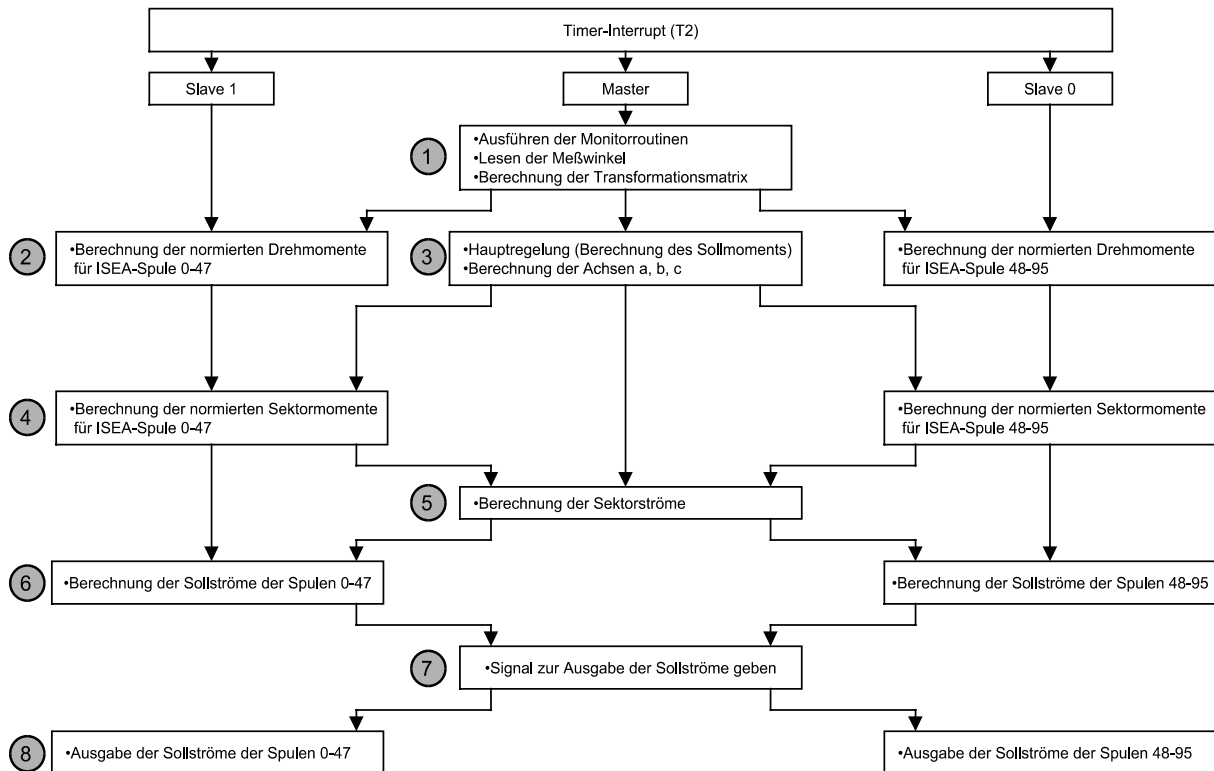 Timer-Interrupt (T2)
Slave 1
Master
Slave 0
1
•Ausführen der Monitorroutinen
•Lesen der Meßwinkel
•Berechnung der Transformationsmatrix
2
•Berechnung der normierten Drehmomente
für ISEA-Spule 0-47
3
•Hauptregelung (Berechnung des Sollmoments)
•Berechnung der Achsen a, b, c
•Berechnung der normierten Drehmomente
für ISEA-Spule 48-95
4
•Berechnung der normierten Sektormomente
für ISEA-Spule 0-47
•Berechnung der normierten Sektormomente
für ISEA-Spule 48-95
5
•Berechnung der Sektorströme
6
•Berechnung der Sollströme der Spulen 0-47
•Berechnung der Sollströme der Spulen 48-95
7
•Signal zur Ausgabe der Sollströme geben
8
•Ausgabe der Sollströme der Spulen 0-47
•Ausgabe der Sollströme der Spulen 48-95